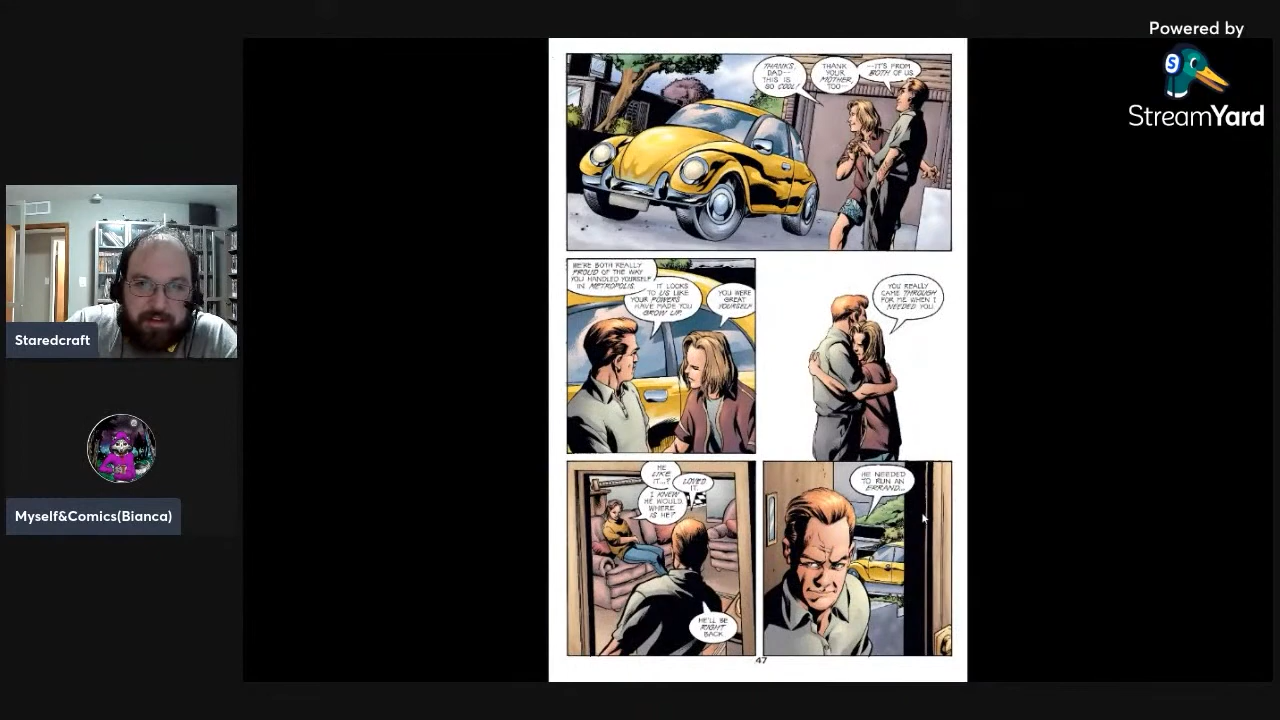 Powered by
S
StreamYard
THANKS,
DAD--
THIS IS
SO COOL!
THANK
YOUR
MOTHER,
TOO--
--IT'S FROM
BOTH OF US.
WE'RE BOTH REALLY
PROUD OF THE WAY
YOU HANDLED YOURSELF
IN METROPOLIS.
IT LOOKS
TO US LIKE
YOUR POWERS
HAVE MADE YOU
GROW UP.
YOU WERE
GREAT
YOURSELF.
YOU REALLY
CAME THROUGH
FOR ME WHEN I
NEEDED YOU.
HE
LIKE
IT...?
LOVED
IT.
I KNEW
HE WOULD.
WHERE
IS HE?
HE'LL BE
RIGHT
BACK.
HE NEEDED
TO RUN AN
ERRAND...
47
Staredcraft
Myself&Comics(Bianca)